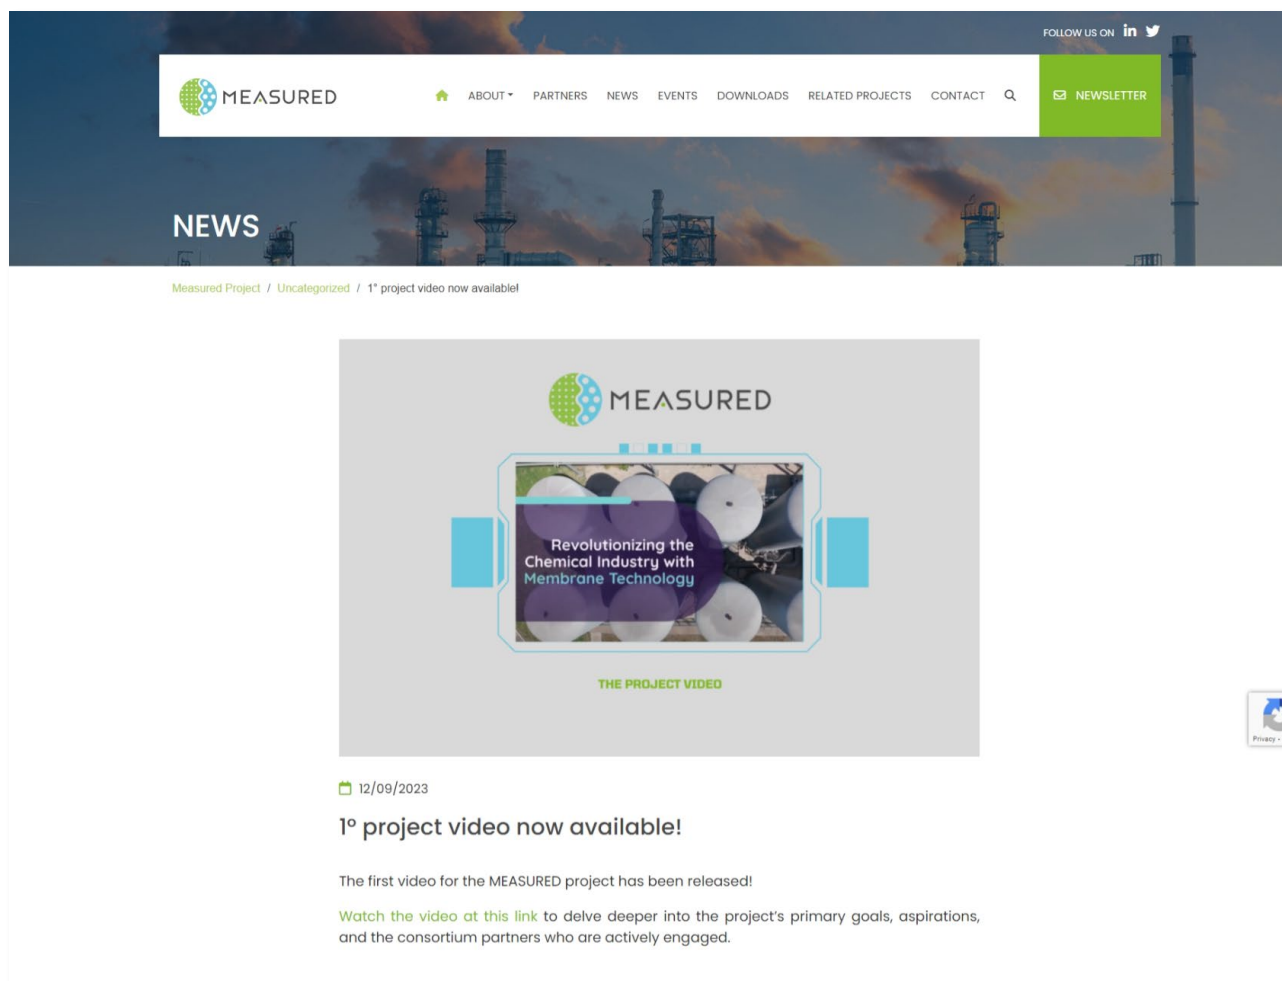 FOLLOW US ON
MEASURED
ABOUT
PARTNERS
NEWS
EVENTS
DOWNLOADS
RELATED PROJECTS
CONTACT
NEWSLETTER
NEWS
Measured Project / Uncategorized / 1° project video now available!
MEASURED
Revolutionizing the
Chemical Industry with
Membrane Technology
THE PROJECT VIDEO
Privacy -
12/09/2023
1° project video now available!
The first video for the MEASURED project has been released!
Watch the video at this link to delve deeper into the project's primary goals, aspirations,
and the consortium partners who are actively engaged.